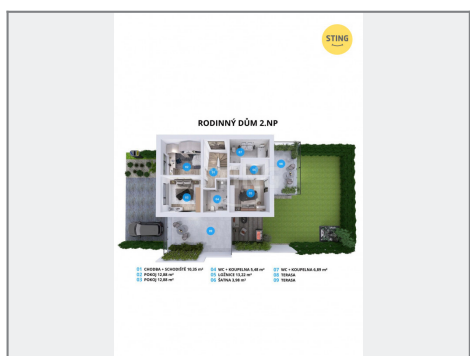 STING
RODINNÝ DŮM 2.NP
01 CHODBA + SCHODIŠTĚ 10,35 m²
02 POKOJ 12,88 m²
03 POKOJ 12,88 m²
04 WC + KOUPELNA 5,48 m²
05 LOŽNICE 13,22 m²
06 ŠATNA 3,98 m²
07 WC + KOUPELNA 6,89 m²
08 TERASA
09 TERASA